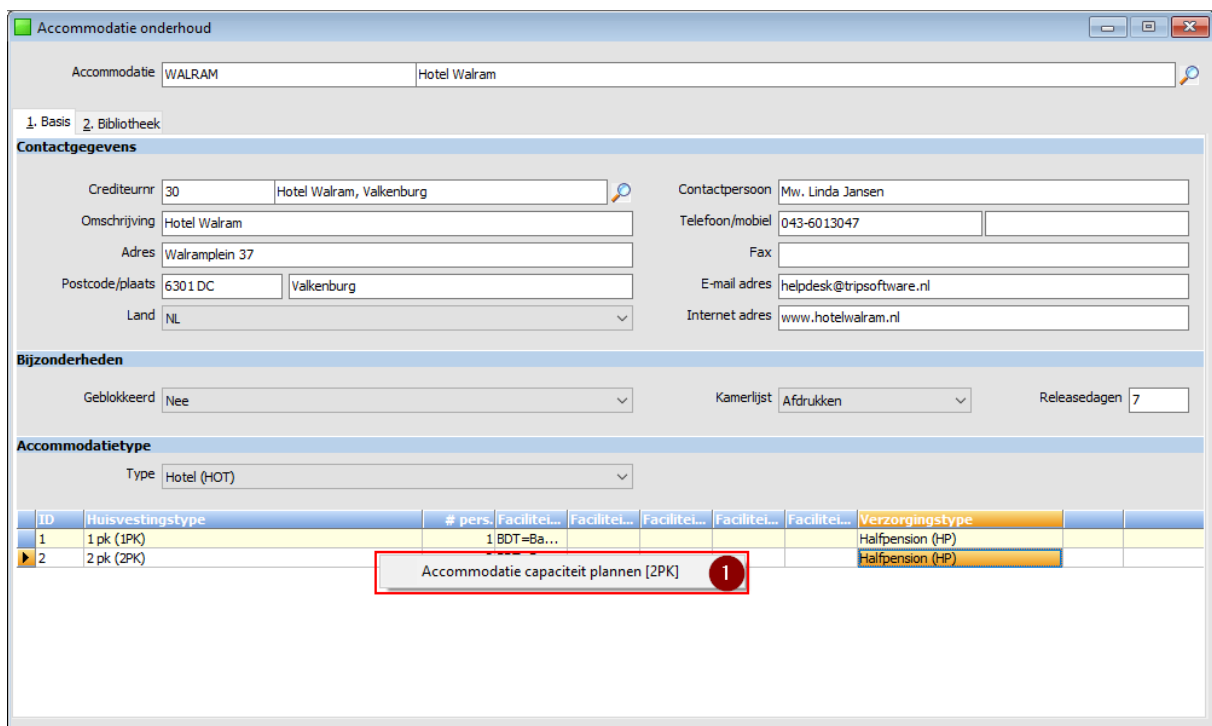 Accommodatie onderhoud
Accommodatie WALRAM Hotel Walram
1. Basis 2. Bibliotheek
Contactgegevens
Crediteurnr 30 Hotel Walram, Valkenburg Contactpersoon Mw. Linda Jansen
Omschrijving Hotel Walram Telefoon/mobiel 043-6013047
Adres Walramplein 37 Fax
Postcode/plaats 6301 DC Valkenburg E-mail adres helpdesk@tripsoftware.nl
Land NL Internet adres www.hotelwalram.nl
Bijzonderheden
Geblokkeerd Nee Kamerlijst Afdrukken Releasedagen 7
Accommodatietype
Type Hotel (HOT)
ID Huisvestingstype # pers. Facilitei... Facilitei... Facilitei... Facilitei... Facilitei... Verzorgingstype
1 1 pk (1PK) 1 BDT=Ba... Halfpension (HP)
2 2 pk (2PK) Halfpension (HP)
Accommodatie capaciteit plannen [2PK] 1